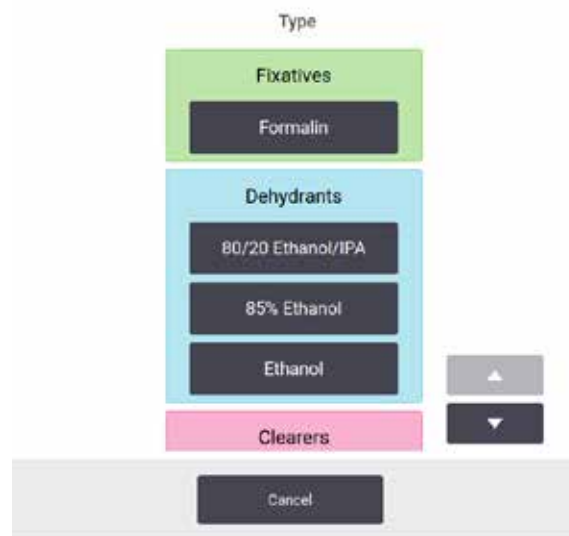 Type
Fixatives
Formalin
Dehydrants
80/20 Ethanol/IPA
85% Ethanol
Ethanol
Clearers
Cancel